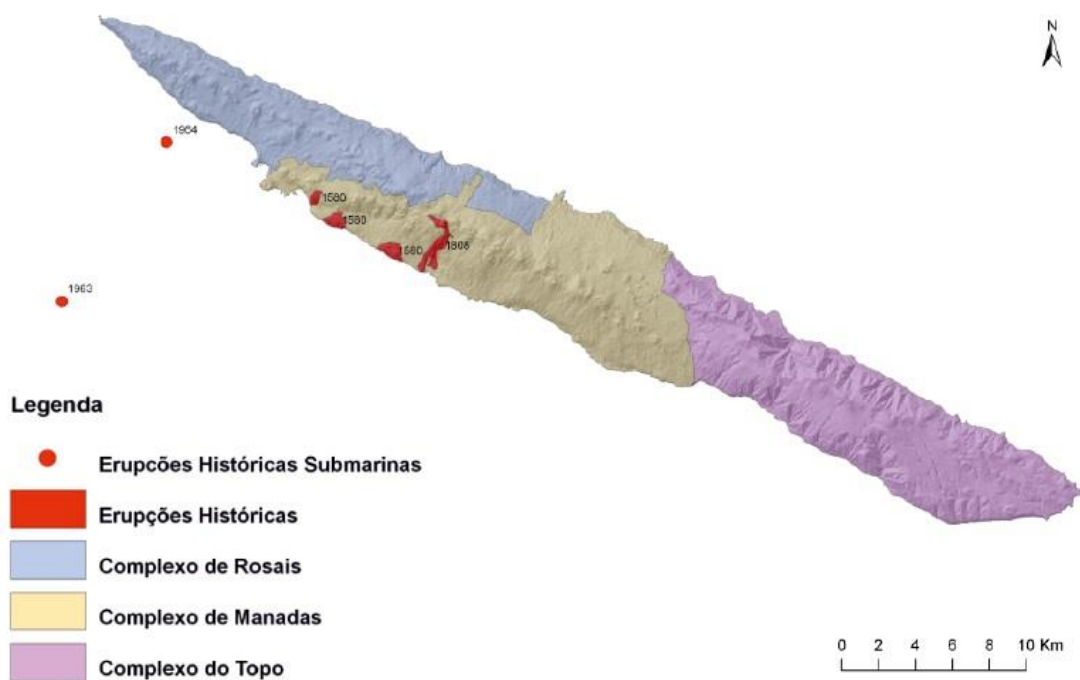 N
1964
1580
1580
1580
1808
1963
Legenda
Erupcões Históricas Submarinas
Erupções Históricas
Complexo de Rosais
Complexo de Manadas
Complexo do Topo
0 2 4 6 8 10 Km